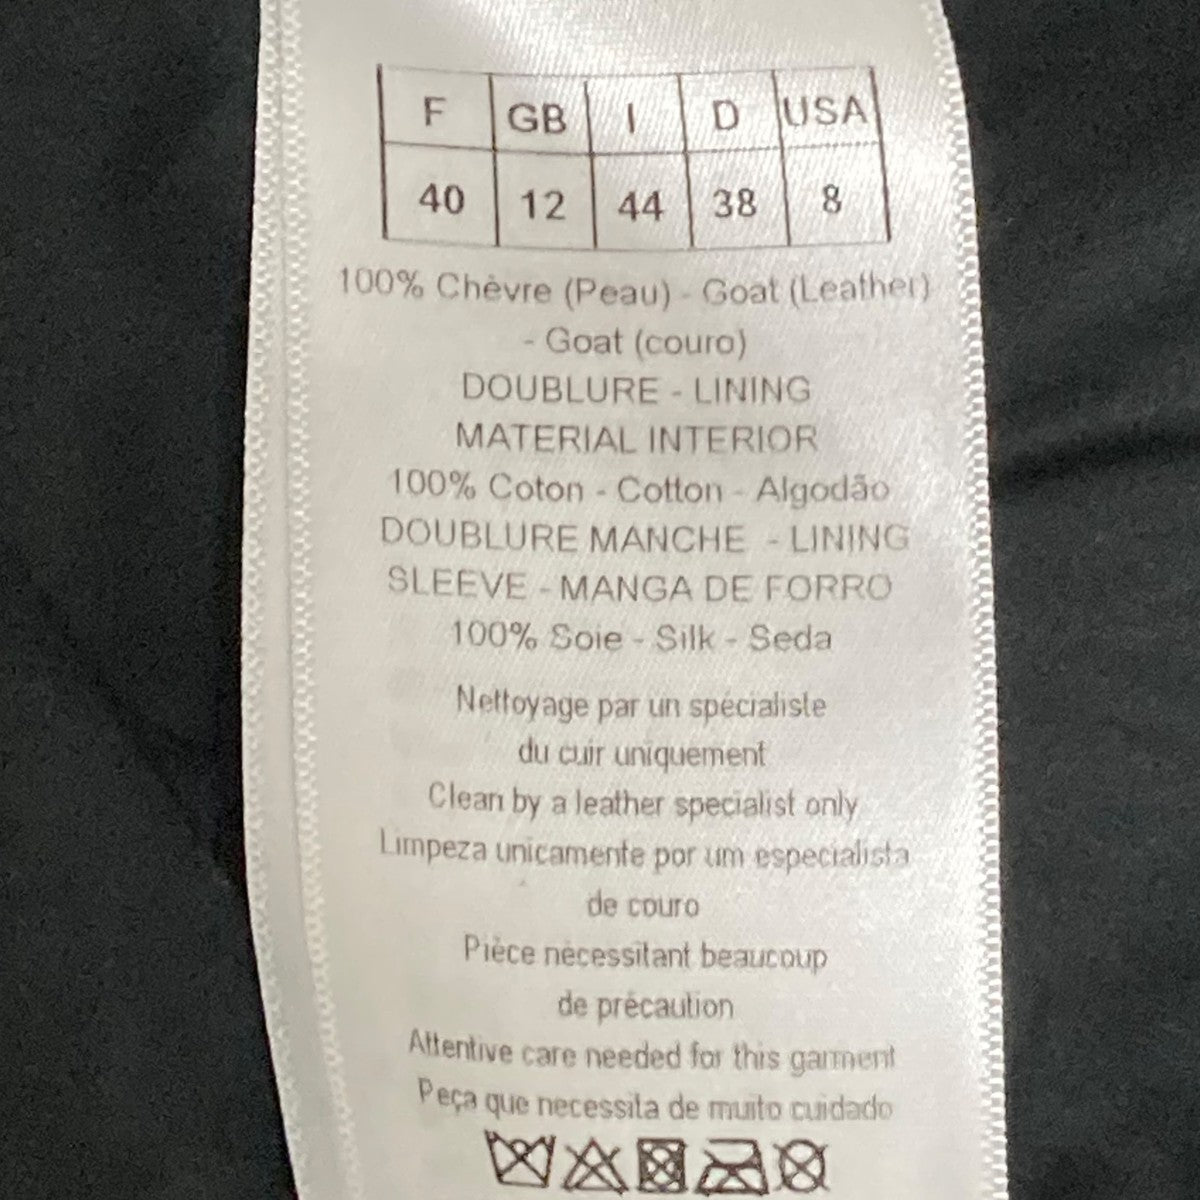 F GB I D USA
40 12 44 38 8
100% Chèvre (Peau) - Goat (Leather)
- Goat (couro)
DOUBLURE - LINING
MATERIAL INTERIOR
100% Coton - Cotton - Algodão
DOUBLURE MANCHE - LINING
SLEEVE - MANGA DE FORRO
100% Soie - Silk - Seda
Nettoyage par un spécialiste
du cuir uniquement
Clean by a leather specialist only
Limpeza unicamente por um especialista
de couro
Pièce nécessitant beaucoup
de précaution
Attentive care needed for this garment
Peça que necessita de muito cuidado